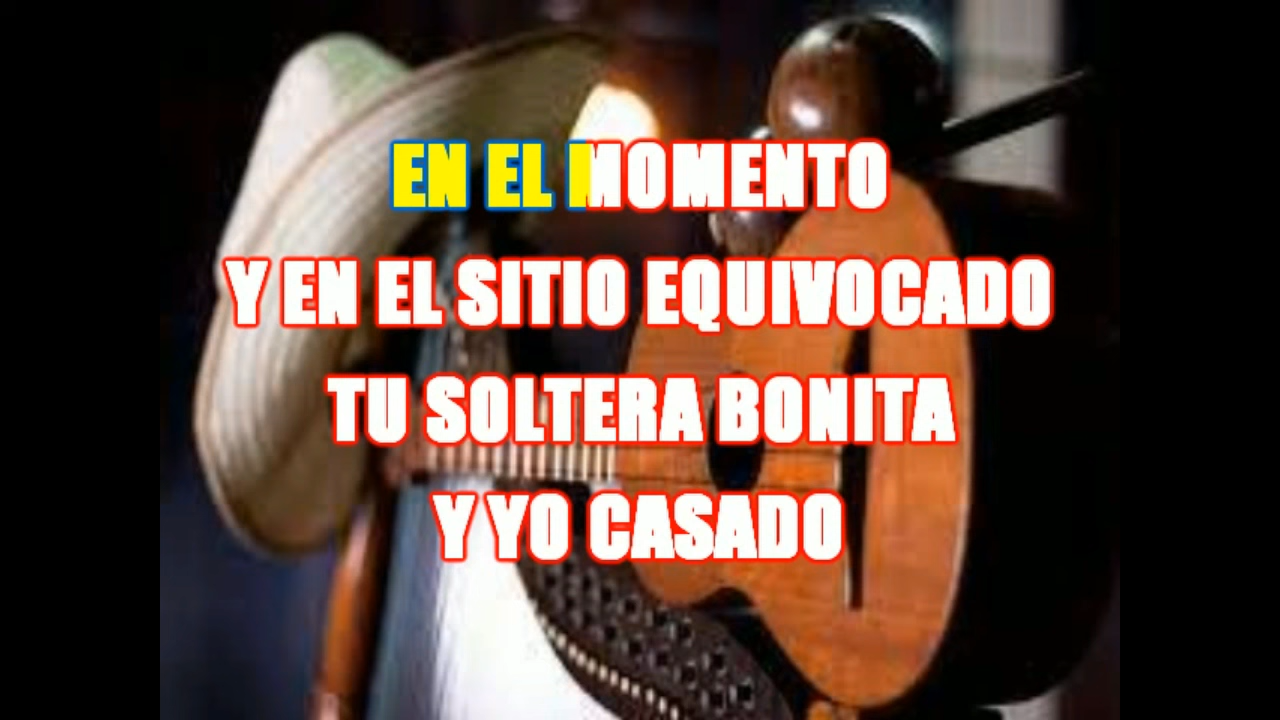 EN EL MOMENTO
Y EN EL SITIO EQUIVOCADO
TU SOLTERA BONITA
Y YO CASADO